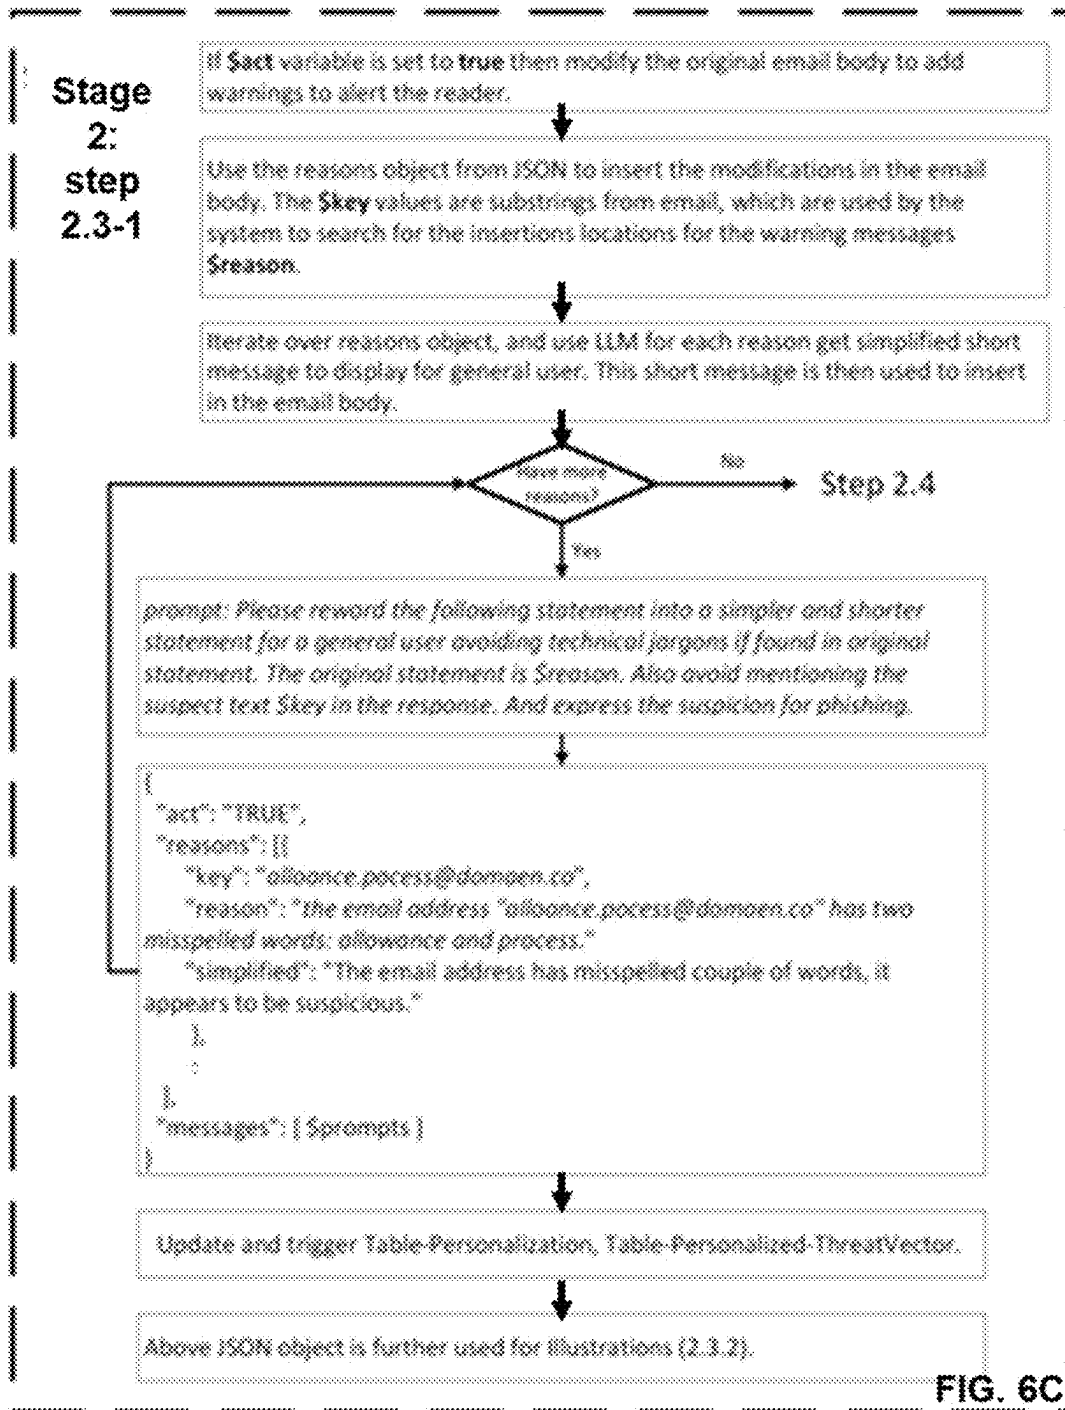 Stage
2:
step
2.3-1
If $act variable is set to true then modify the original email body to add
warnings to alert the reader.
Use the reasons object from JSON to insert the modifications in the email
body. The $key values are substrings from email, which are used by the
system to search for the insertions locations for the warning messages
$reason.
Iterate over reasons object, and use LLM for each reason get simplified short
message to display for general user. This short message is then used to insert
in the email body.
Have more
reasons?
No
Step 2.4
Yes
prompt: Please reword the following statement into a simpler and shorter
statement for a general user avoiding technical jargons if found in original
statement. The original statement is $reason. Also avoid mentioning the
suspect text $key in the response. And express the suspicion for phishing.
{
"act": "TRUE",
"reasons": [{
"key": "alloance.pocess@domaen.co",
"reason": "the email address "alloance.pocess@domaen.co" has two
misspelled words: allowance and process."
"simplified": "The email address has misspelled couple of words, it
appears to be suspicious."
},
:
],
"messages": [ $prompts ]
}
Update and trigger Table-Personalization, Table-Personalized-ThreatVector.
Above JSON object is further used for Illustrations (2.3.2).
FIG. 6C